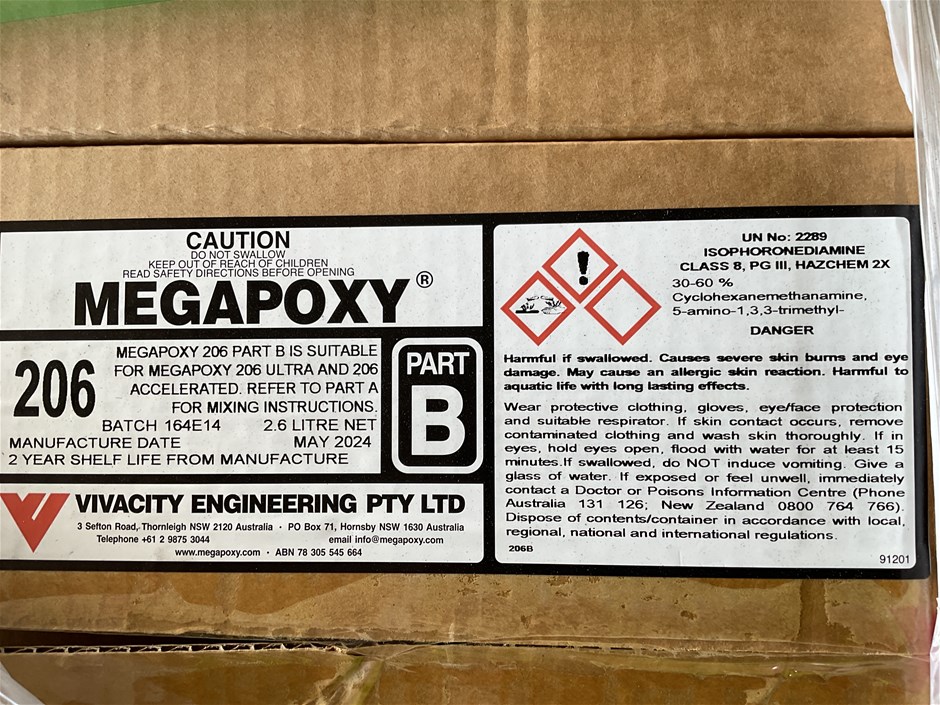 CAUTION
DO NOT SWALLOW
KEEP OUT OF REACH OF CHILDREN
READ SAFETY DIRECTIONS BEFORE OPENING
MEGAPOXY®
206
MEGAPOXY 206 PART B IS SUITABLE
FOR MEGAPOXY 206 ULTRA AND 206
ACCELERATED. REFER TO PART A
FOR MIXING INSTRUCTIONS.
BATCH 164E14 2.6 LITRE NET
MANUFACTURE DATE MAY 2024
2 YEAR SHELF LIFE FROM MANUFACTURE
PART
B
VIVACITY ENGINEERING PTY LTD
3 Sefton Road, Thornleigh NSW 2120 Australia · PO Box 71, Hornsby NSW 1630 Australia
Telephone +61 2 9875 3044 email info@megapoxy.com
www.megapoxy.com · ABN 78 305 545 664
UN No: 2289
ISOPHORONEDIAMINE
CLASS 8, PG III, HAZCHEM 2X
30-60 %
Cyclohexanemethanamine,
5-amino-1,3,3-trimethyl-
DANGER
Harmful if swallowed. Causes severe skin burns and eye
damage. May cause an allergic skin reaction. Harmful to
aquatic life with long lasting effects.
Wear protective clothing, gloves, eye/face protection
and suitable respirator. If skin contact occurs, remove
contaminated clothing and wash skin thoroughly. If in
eyes, hold eyes open, flood with water for at least 15
minutes.If swallowed, do NOT induce vomiting. Give a
glass of water. If exposed or feel unwell, immediately
contact a Doctor or Poisons Information Centre (Phone
Australia 131 126; New Zealand 0800 764 766).
Dispose of contents/container in accordance with local,
regional, national and international regulations.
206B
91201